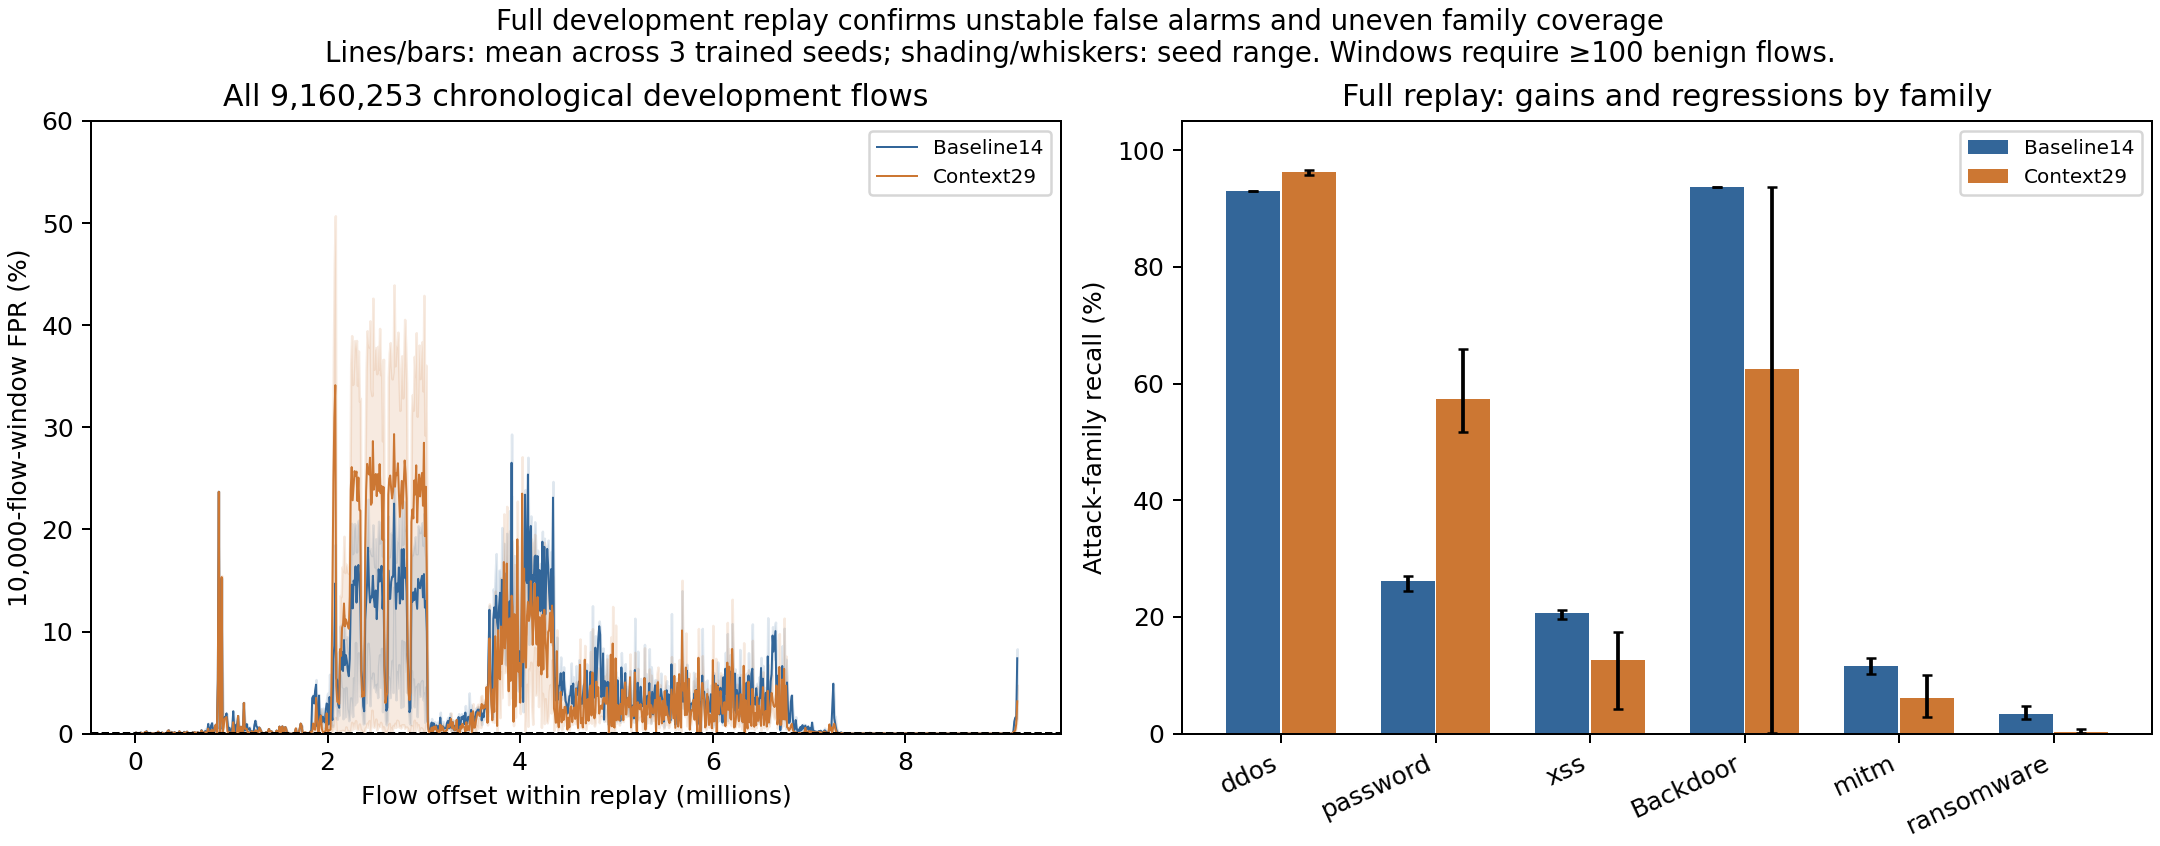 Full development replay confirms unstable false alarms and uneven family coverage
Lines/bars: mean across 3 trained seeds; shading/whiskers: seed range. Windows require ≥100 benign flows.
All 9,160,253 chronological development flows
10,000-flow-window FPR (%)
60
50
40
30
20
10
0
Baseline14
Context29
0
2
4
6
8
Flow offset within replay (millions)
Full replay: gains and regressions by family
Attack-family recall (%)
100
80
60
40
20
0
Baseline14
Context29
ddos
password
xss
Backdoor
mitm
ransomware